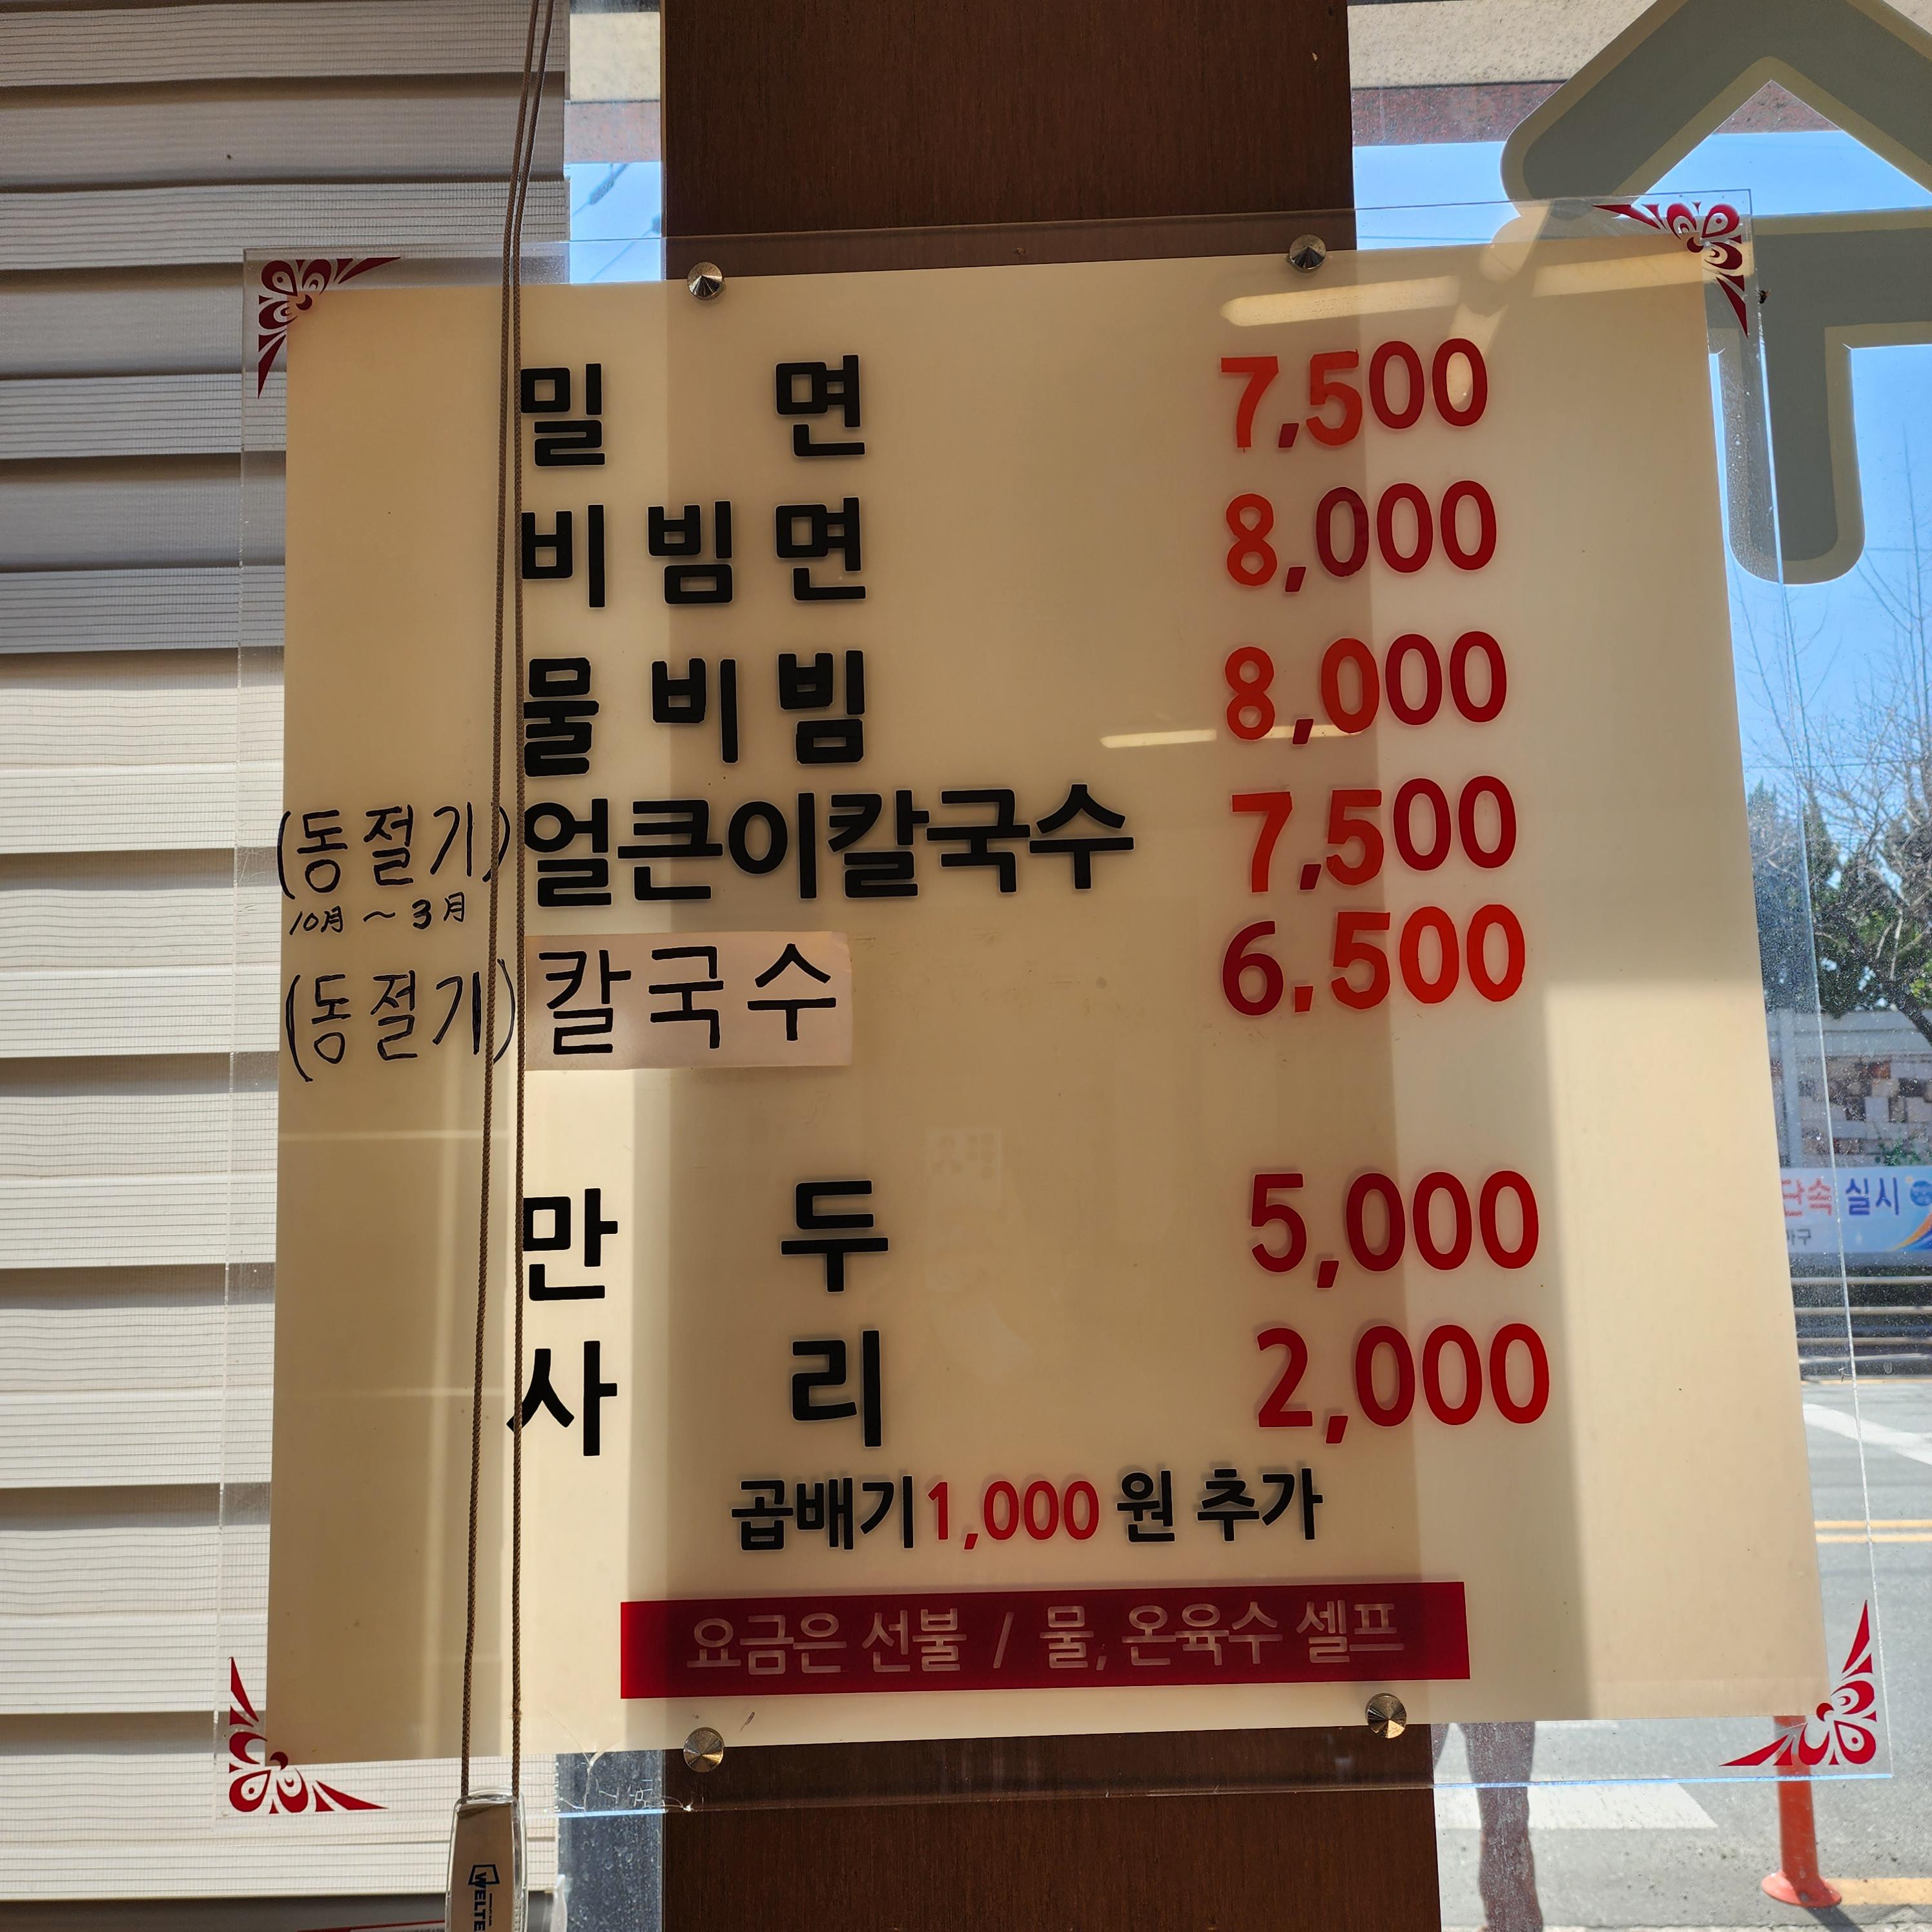 밀면 7,500
비빔면 8,000
물비빔 8,000
(동절기) 얼큰이칼국수 7,500
10月 ~ 3月
(동절기) 칼국수 6,500
만두 5,000
사리 2,000
곱배기 1,000원 추가
요금은 선불 / 물, 온육수 셀프
단속 실시